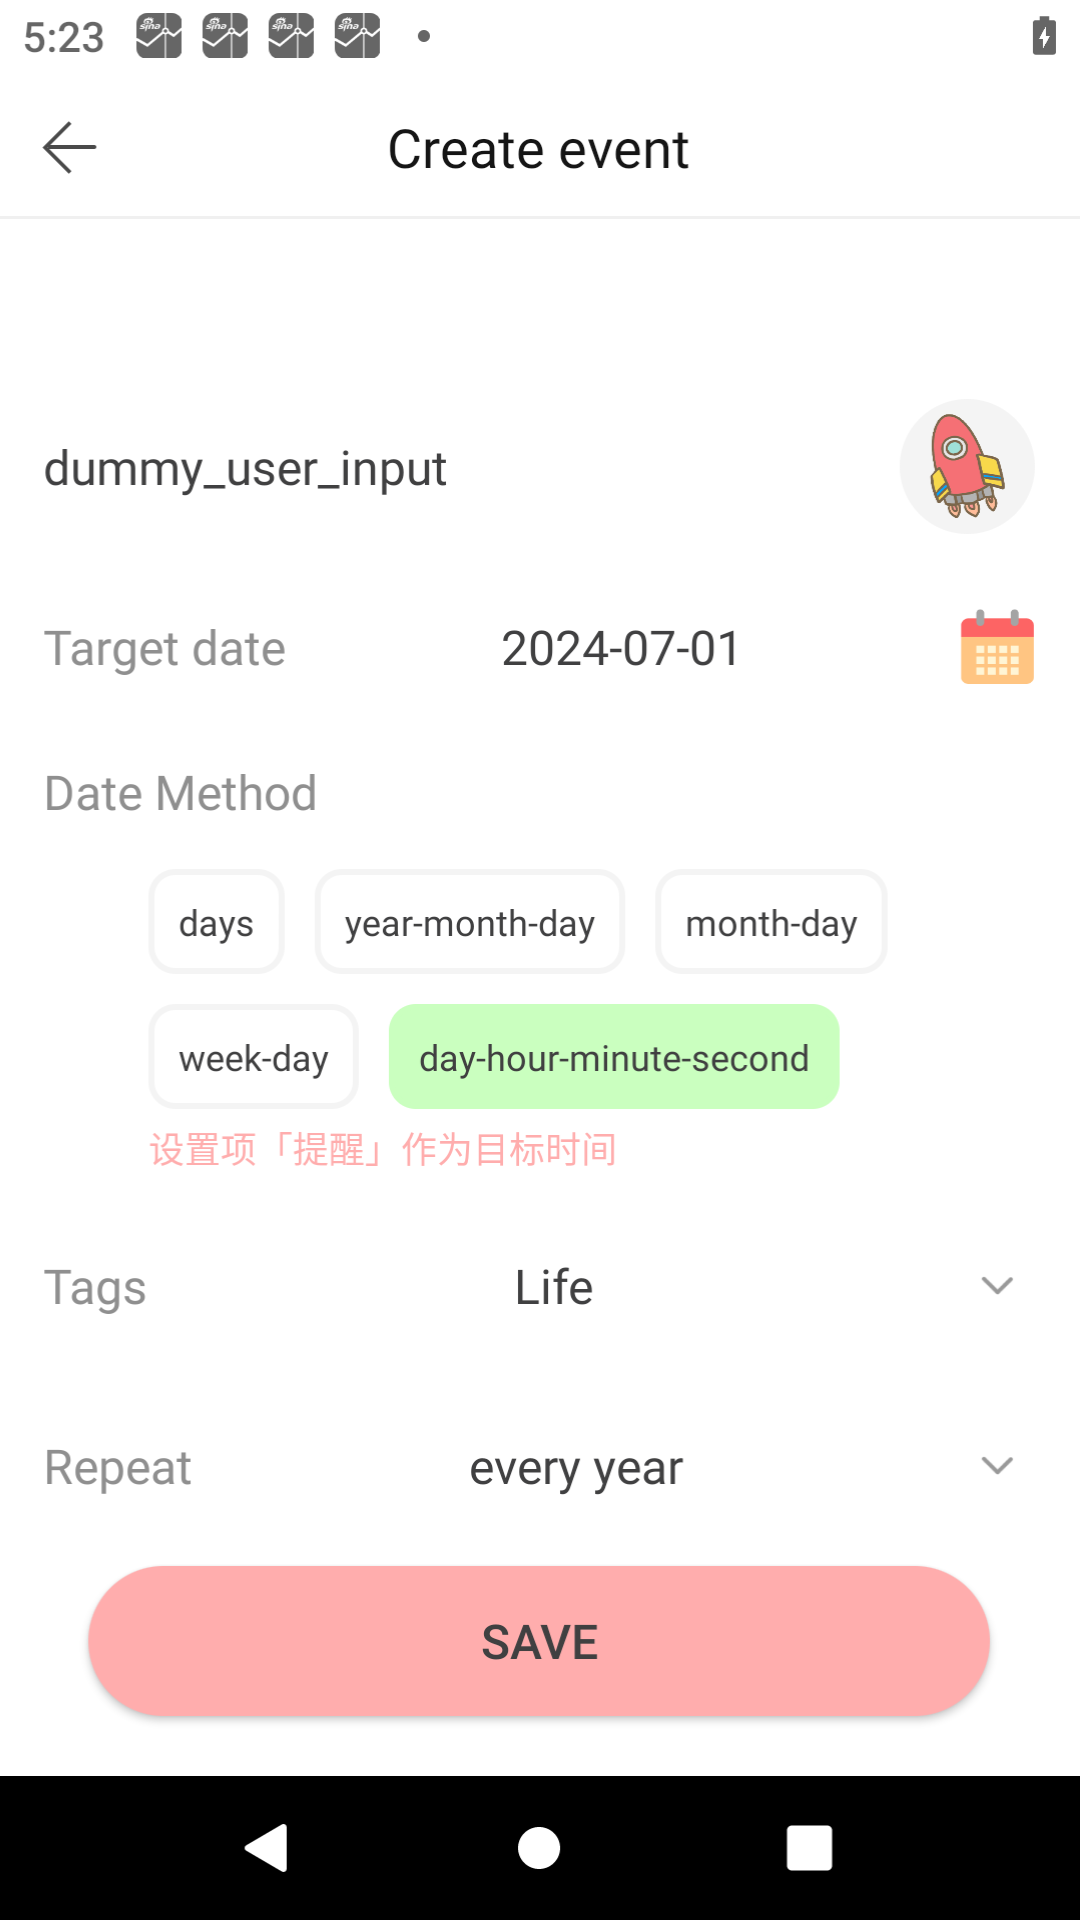 5:23
Create event
dummy_user_input
Target date 2024-07-01
Date Method
days year-month-day month-day
week-day day-hour-minute-second
设置项「提醒」作为目标时间
Tags Life
Repeat every year
SAVE